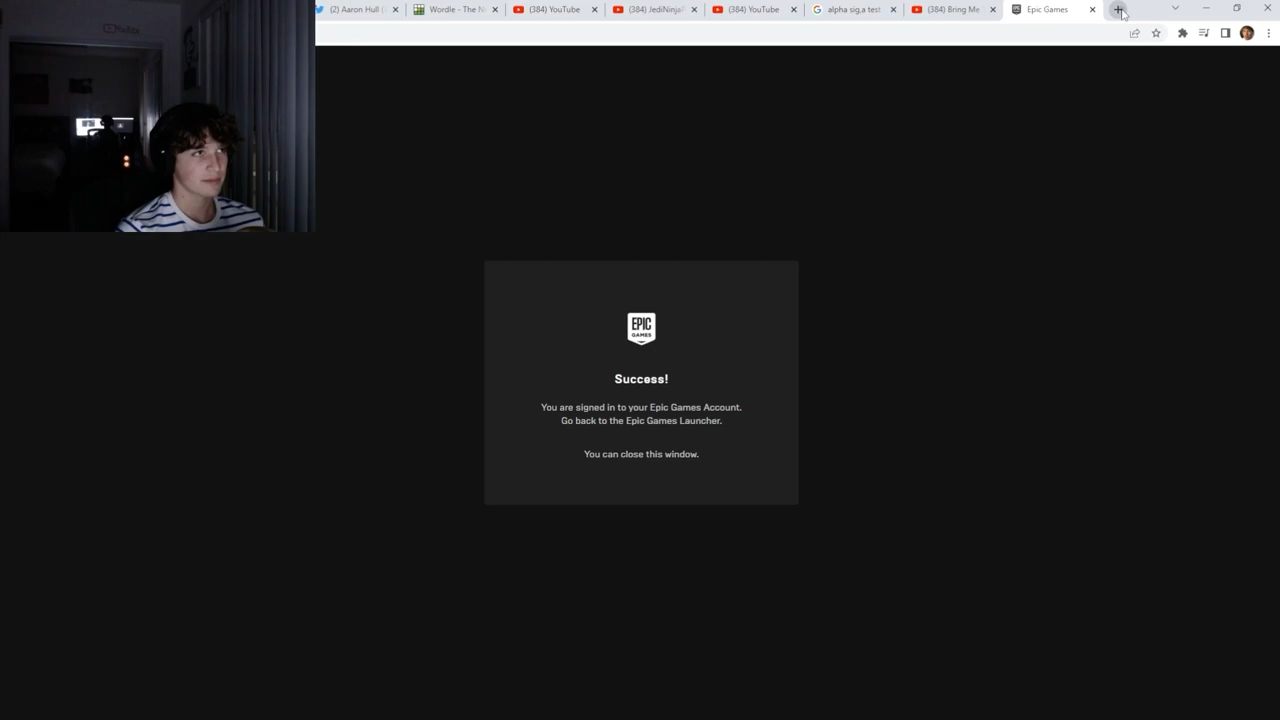 (2) Aaron Hull (
Wordle - The N
(384) YouTube
(384) JediNinja
(384) YouTube
alpha sig,a test
(384) Bring Me
Epic Games
EPIC
GAMES
Success!
You are signed in to your Epic Games Account.
Go back to the Epic Games Launcher.
You can close this window.